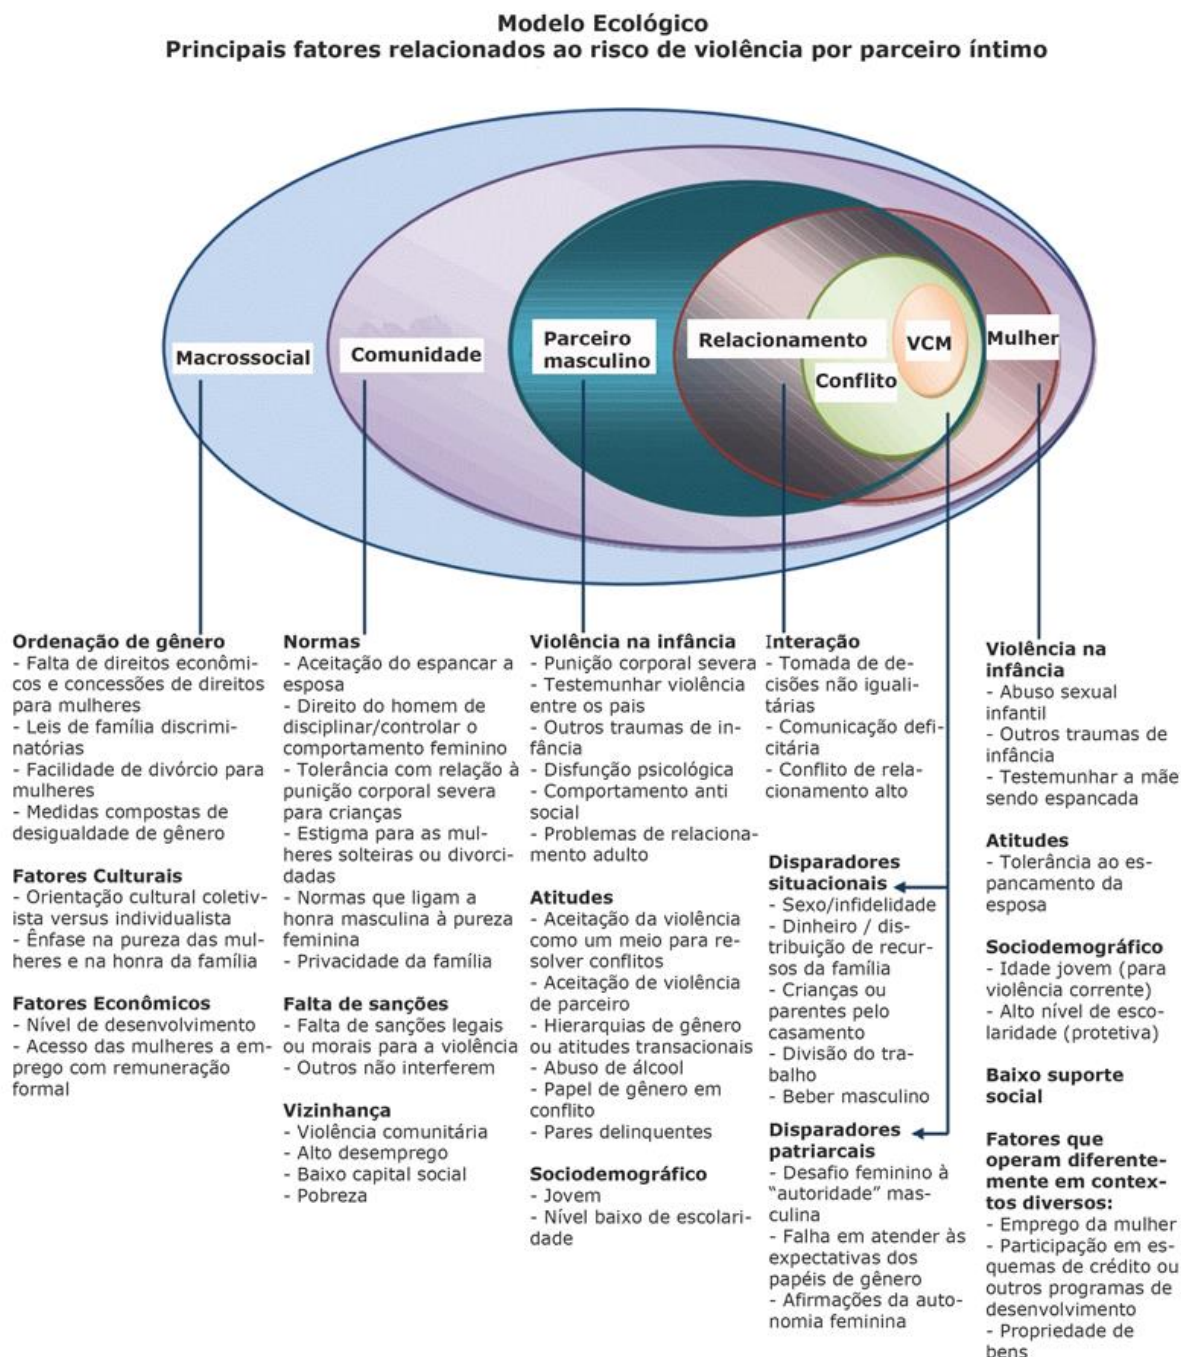 Modelo Ecológico
Principais fatores relacionados ao risco de violência por parceiro íntimo
Macrossocial
Comunidade
Parceiro
masculino
Relacionamento
Conflito
VCM
Mulher
Ordenação de gênero
- Falta de direitos econômi-
cos e concessões de direitos
para mulheres
- Leis de família discrimi-
natórias
- Facilidade de divórcio para
mulheres
- Medidas compostas de
desigualdade de gênero
Fatores Culturais
- Orientação cultural coletiv-
ista versus individualista
- Ênfase na pureza das mul-
heres e na honra da família
Fatores Econômicos
- Nível de desenvolvimento
- Acesso das mulheres a em-
prego com remuneração
formal
Normas
- Aceitação do espancar a
esposa
- Direito do homem de
disciplinar/controlar o
comportamento feminino
- Tolerância com relação à
punição corporal severa
para crianças
- Estigma para as mul-
heres solteiras ou divorci-
dadas
- Normas que ligam a
honra masculina à pureza
feminina
- Privacidade da família
Falta de sanções
- Falta de sanções legais
ou morais para a violência
- Outros não interferem
Vizinhança
- Violência comunitária
- Alto desemprego
- Baixo capital social
- Pobreza
Violência na infância
- Punição corporal severa
- Testemunhar violência
entre os pais
- Outros traumas de in-
fância
- Disfunção psicológica
- Comportamento anti
social
- Problemas de relaciona-
mento adulto
Atitudes
- Aceitação da violência
como um meio para re-
solver conflitos
- Aceitação de violência
de parceiro
- Hierarquias de gênero
ou atitudes transacionais
- Abuso de álcool
- Papel de gênero em
conflito
- Pares delinquentes
Sociodemográfico
- Jovem
- Nível baixo de escolari-
dade
Interação
- Tomada de de-
cisões não iguali-
tárias
- Comunicação defi-
citária
- Conflito de rela-
cionamento alto
Disparadores
situacionais
- Sexo/infidelidade
- Dinheiro / dis-
tribuição de recur-
sos da família
- Crianças ou
parentes pelo
casamento
- Divisão do tra-
balho
- Beber masculino
Disparadores
patriarcais
- Desafio feminino à
"autoridade" mas-
culina
- Falha em atender às
expectativas dos
papéis de gênero
- Afirmações da auto-
nomia feminina
Violência na
infância
- Abuso sexual
infantil
- Outros traumas de
infância
- Testemunhar a mãe
sendo espancada
Atitudes
- Tolerância ao es-
pancamento da
esposa
Sociodemográfico
- Idade jovem (para
violência corrente)
- Alto nível de esco-
laridade (protetiva)
Baixo suporte
social
Fatores que
operam diferente-
mente em contex-
tos diversos:
- Emprego da mulher
- Participação em es-
quemas de crédito ou
outros programas de
desenvolvimento
- Propriedade de
bens